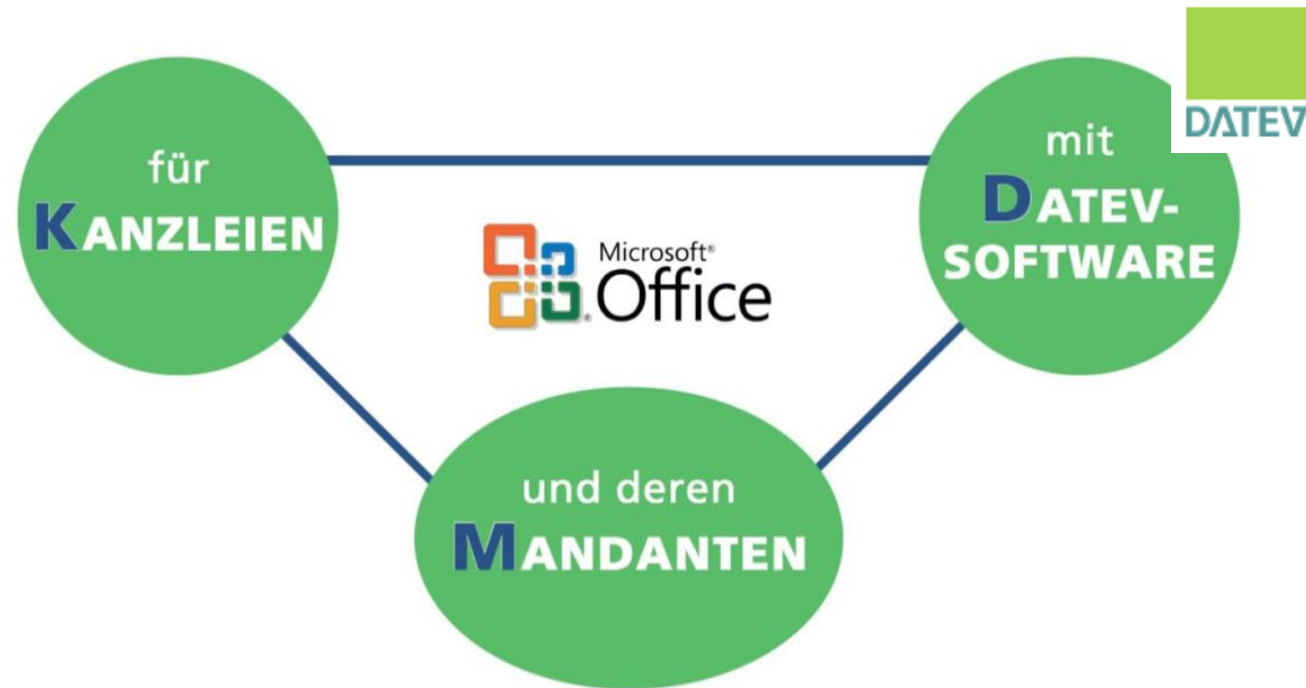 für
KANZLEIEN
mit
DATEV-
SOFTWARE
DATEV
Microsoft®
Office
und deren
MANDANTEN